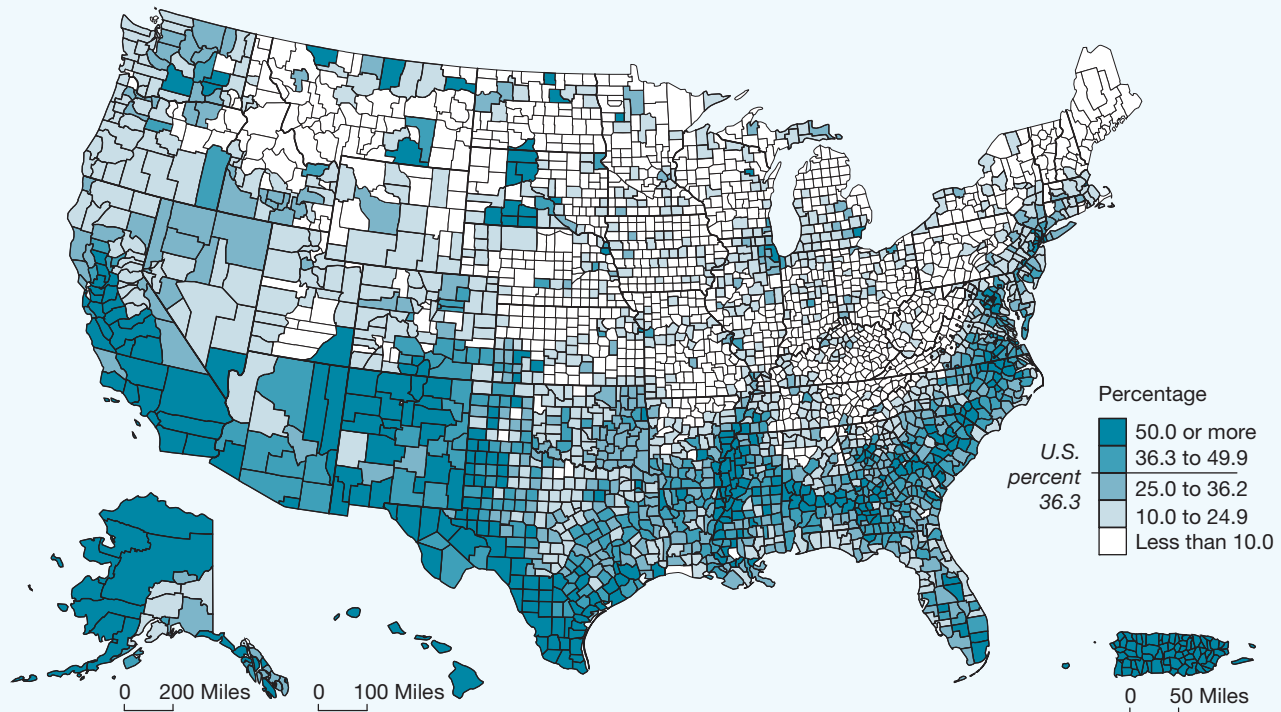 Percentage
50.0 or more
36.3 to 49.9
U.S.
percent
36.3
25.0 to 36.2
10.0 to 24.9
Less than 10.0
0 200 Miles
0 100 Miles
0 50 Miles